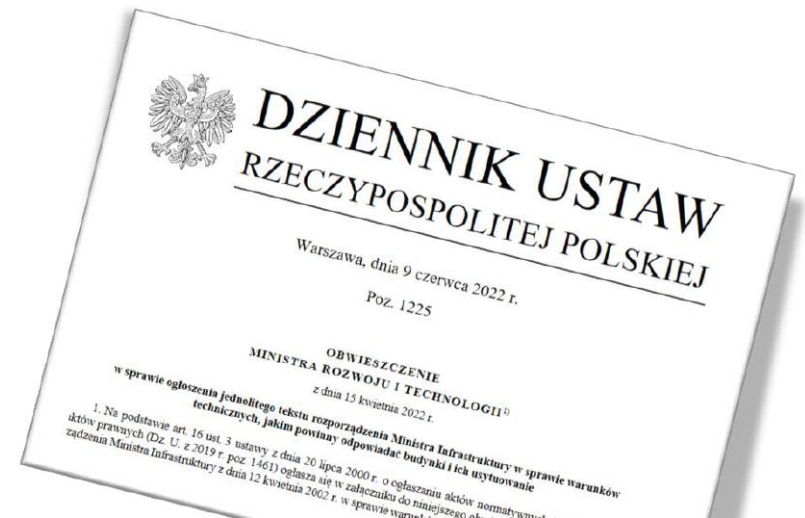 DZIENNIK USTAW
RZECZYPOSPOLITEJ POLSKIEJ
Warszawa, dnia 9 czerwca 2022 r.
Poz. 1225
OBWIESZCZENIE
MINISTRA ROZWOJU I TECHNOLOGII¹⁾
z dnia 15 kwietnia 2022 r.
w sprawie ogłoszenia jednolitego tekstu rozporządzenia Ministra Infrastruktury w sprawie warunków
technicznych, jakim powinny odpowiadać budynki i ich usytuowanie
1. Na podstawie art. 16 ust. 3 ustawy z dnia 20 lipca 2000 r. o ogłaszaniu aktów normatywnych
aktów prawnych (Dz. U. z 2019 r. poz. 1461) ogłasza się w załączniku do niniejszego
ządzenia Ministra Infrastruktury z dnia 12 kwietnia 2002 r. w sprawie